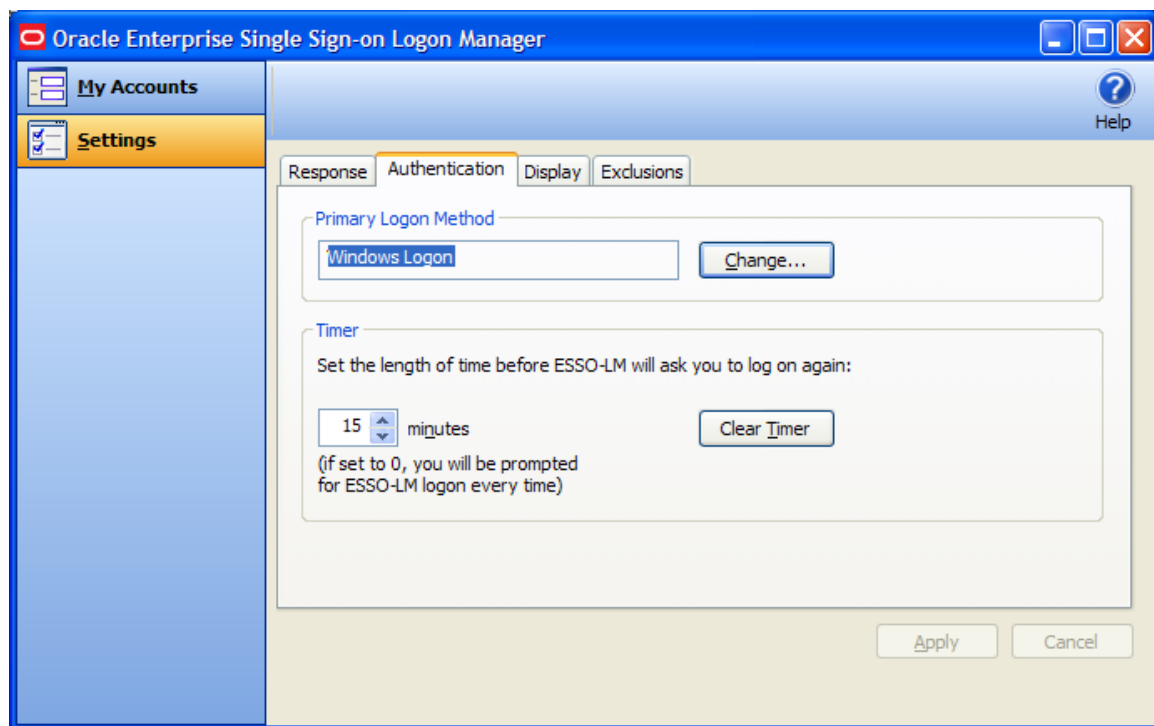 Oracle Enterprise Single Sign-on Logon Manager
My Accounts
Settings
Help
Response Authentication Display Exclusions
Primary Logon Method
Windows Logon Change...
Timer
Set the length of time before ESSO-LM will ask you to log on again:
15 minutes Clear Timer
(if set to 0, you will be prompted
for ESSO-LM logon every time)
Apply Cancel